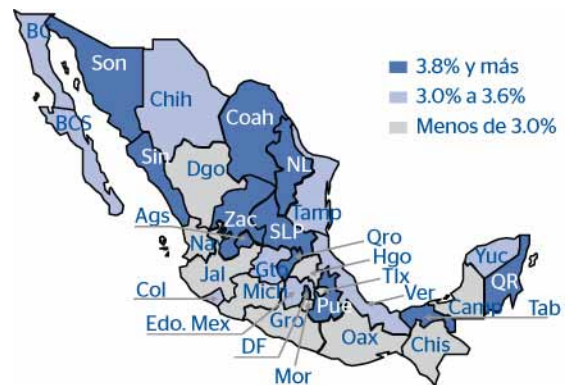 BC
Son
Chih
BCS
Coah
Sin
NL
Dgo
Tamp
Ags
Zac
SLP
Na
Qro
Hgo
Jal
Gto
Tlx
Yuc
QR
Col
Mich
Pue
Ver
Camp
Tab
Edo. Mex
Gro
DF
Oax
Chis
Mor
3.8% y más
3.0% a 3.6%
Menos de 3.0%